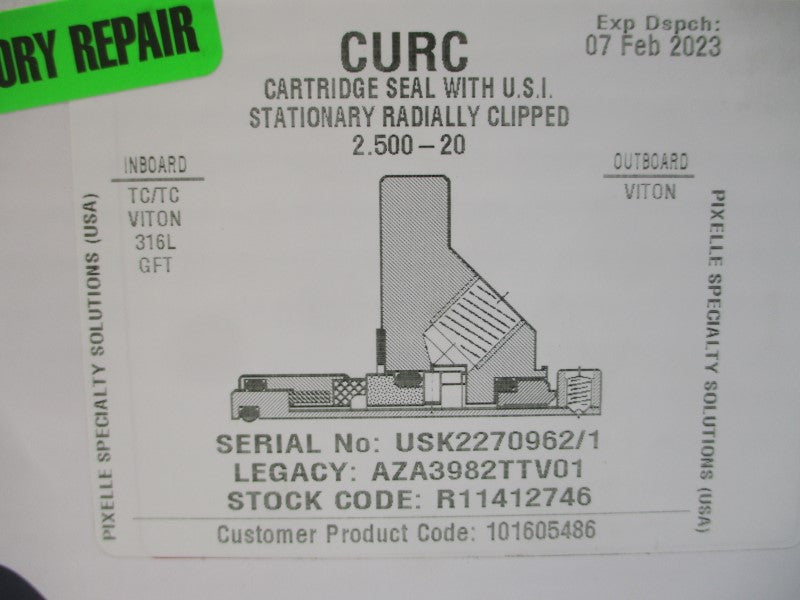 ORY REPAIR
Exp Dspch:
07 Feb 2023
CURC
CARTRIDGE SEAL WITH U.S.I.
STATIONARY RADIALLY CLIPPED
2.500-20
INBOARD
TC/TC
VITON
316L
GFT
OUTBOARD
VITON
PIXELLE SPECIALTY SOLUTIONS (USA)
PIXELLE SPECIALTY SOLUTIONS (USA)
SERIAL No: USK2270962/1
LEGACY: AZA3982TTV01
STOCK CODE: R11412746
Customer Product Code: 101605486